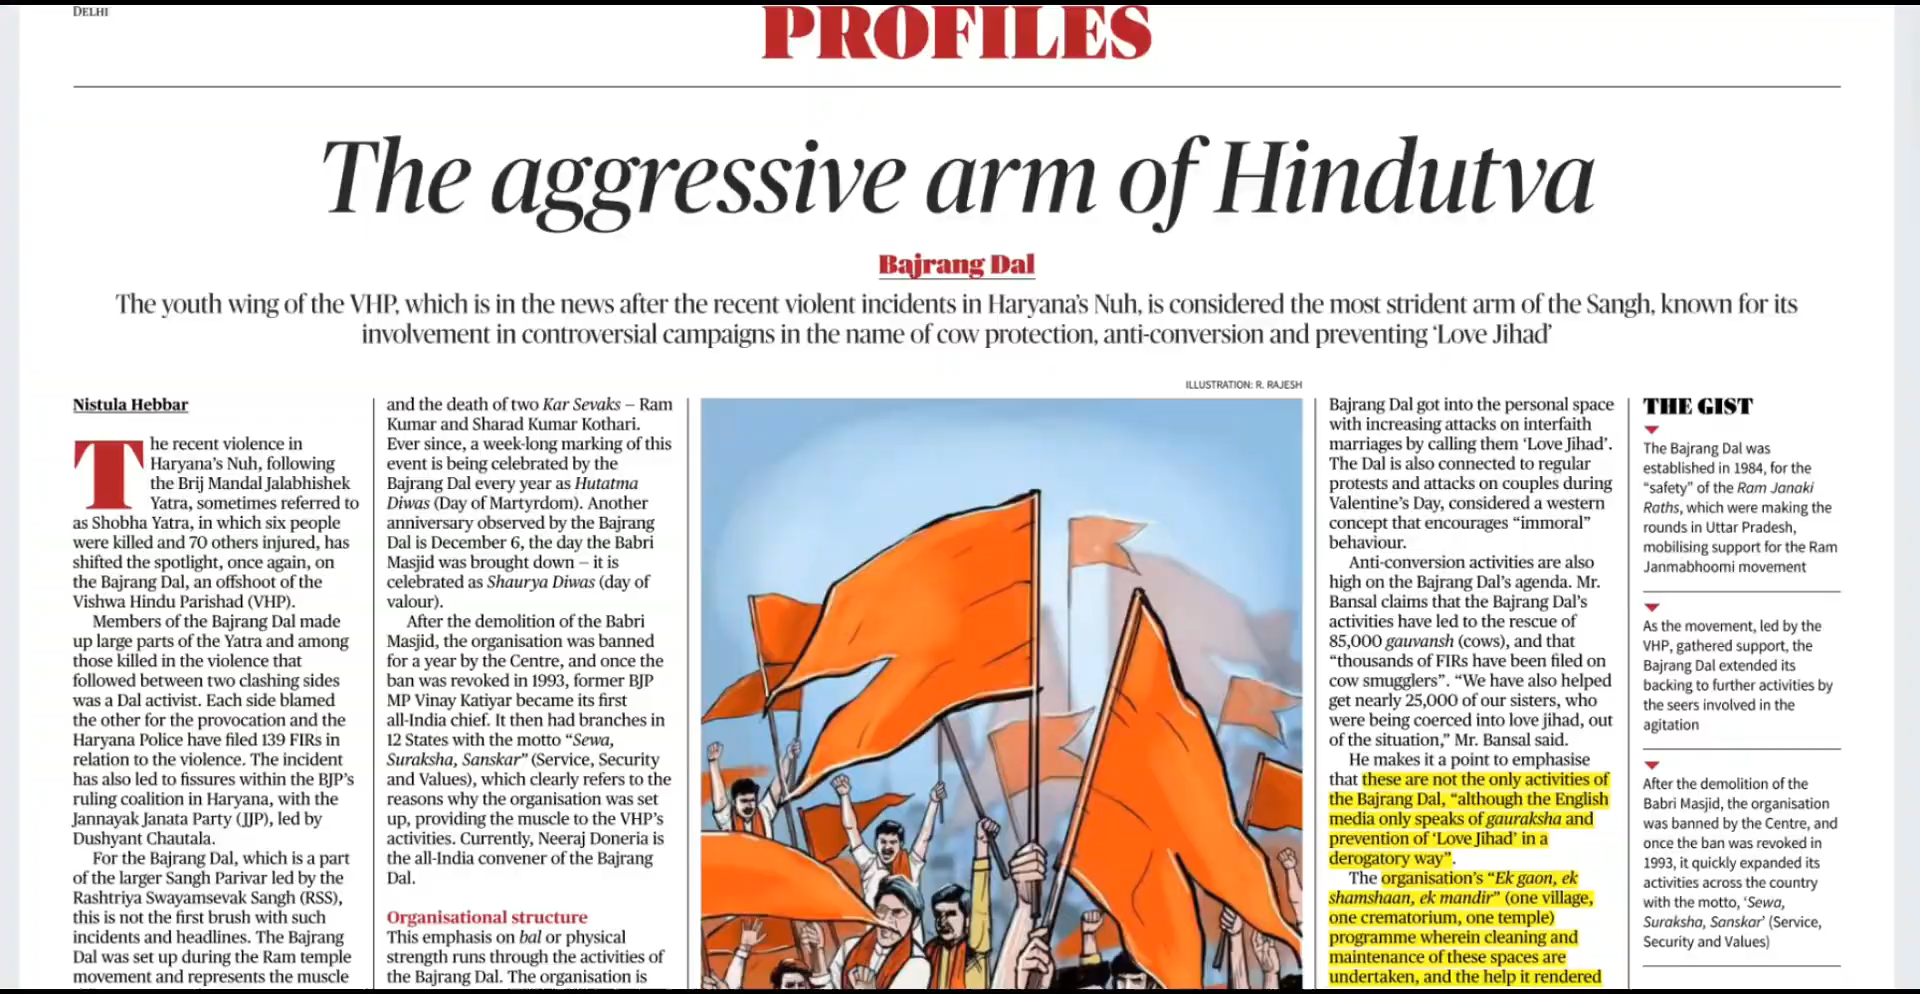 DELHI
PROFILES
The aggressive arm of Hindutva
Bajrang Dal
The youth wing of the VHP, which is in the news after the recent violent incidents in Haryana's Nuh, is considered the most strident arm of the Sangh, known for its
involvement in controversial campaigns in the name of cow protection, anti-conversion and preventing 'Love Jihad'
Nistula Hebbar
The recent violence in
Haryana's Nuh, following
the Brij Mandal Jalabhishek
Yatra, sometimes referred to
as Shobha Yatra, in which six people
were killed and 70 others injured, has
shifted the spotlight, once again, on
the Bajrang Dal, an offshoot of the
Vishwa Hindu Parishad (VHP).
Members of the Bajrang Dal made
up large parts of the Yatra and among
those killed in the violence that
followed between two clashing sides
was a Dal activist. Each side blamed
the other for the provocation and the
Haryana Police have filed 139 FIRs in
relation to the violence. The incident
has also led to fissures within the BJP's
ruling coalition in Haryana, with the
Jannayak Janata Party (JJP), led by
Dushyant Chautala.
For the Bajrang Dal, which is a part
of the larger Sangh Parivar led by the
Rashtriya Swayamsevak Sangh (RSS),
this is not the first brush with such
incidents and headlines. The Bajrang
Dal was set up during the Ram temple
movement and represents the muscle
and the death of two Kar Sevaks – Ram
Kumar and Sharad Kumar Kothari.
Ever since, a week-long marking of this
event is being celebrated by the
Bajrang Dal every year as Hutatma
Diwas (Day of Martyrdom). Another
anniversary observed by the Bajrang
Dal is December 6, the day the Babri
Masjid was brought down – it is
celebrated as Shaurya Diwas (day of
valour).
After the demolition of the Babri
Masjid, the organisation was banned
for a year by the Centre, and once the
ban was revoked in 1993, former BJP
MP Vinay Katiyar became its first
all-India chief. It then had branches in
12 States with the motto "Sewa,
Suraksha, Sanskar" (Service, Security
and Values), which clearly refers to the
reasons why the organisation was set
up, providing the muscle to the VHP's
activities. Currently, Neeraj Doneria is
the all-India convener of the Bajrang
Dal.
Organisational structure
This emphasis on bal or physical
strength runs through the activities of
the Bajrang Dal. The organisation is
ILLUSTRATION: R. RAJESH
Bajrang Dal got into the personal space
with increasing attacks on interfaith
marriages by calling them 'Love Jihad'.
The Dal is also connected to regular
protests and attacks on couples during
Valentine's Day, considered a western
concept that encourages "immoral"
behaviour.
Anti-conversion activities are also
high on the Bajrang Dal's agenda. Mr.
Bansal claims that the Bajrang Dal's
activities have led to the rescue of
85,000 gauvansh (cows), and that
"thousands of FIRs have been filed on
cow smugglers". "We have also helped
get nearly 25,000 of our sisters, who
were being coerced into love jihad, out
of the situation," Mr. Bansal said.
He makes it a point to emphasise
that these are not the only activities of
the Bajrang Dal, "although the English
media only speaks of gauraksha and
prevention of 'Love Jihad' in a
derogatory way".
The organisation's "Ek gaon, ek
shamshaan, ek mandir" (one village,
one crematorium, one temple)
programme wherein cleaning and
maintenance of these spaces are
undertaken, and the help it rendered
THE GIST
The Bajrang Dal was
established in 1984, for the
"safety" of the Ram Janaki
Raths, which were making the
rounds in Uttar Pradesh,
mobilising support for the Ram
Janmabhoomi movement
As the movement, led by the
VHP, gathered support, the
Bajrang Dal extended its
backing to further activities by
the seers involved in the
agitation
After the demolition of the
Babri Masjid, the organisation
was banned by the Centre, and
once the ban was revoked in
1993, it quickly expanded its
activities across the country
with the motto, 'Sewa,
Suraksha, Sanskar' (Service,
Security and Values)